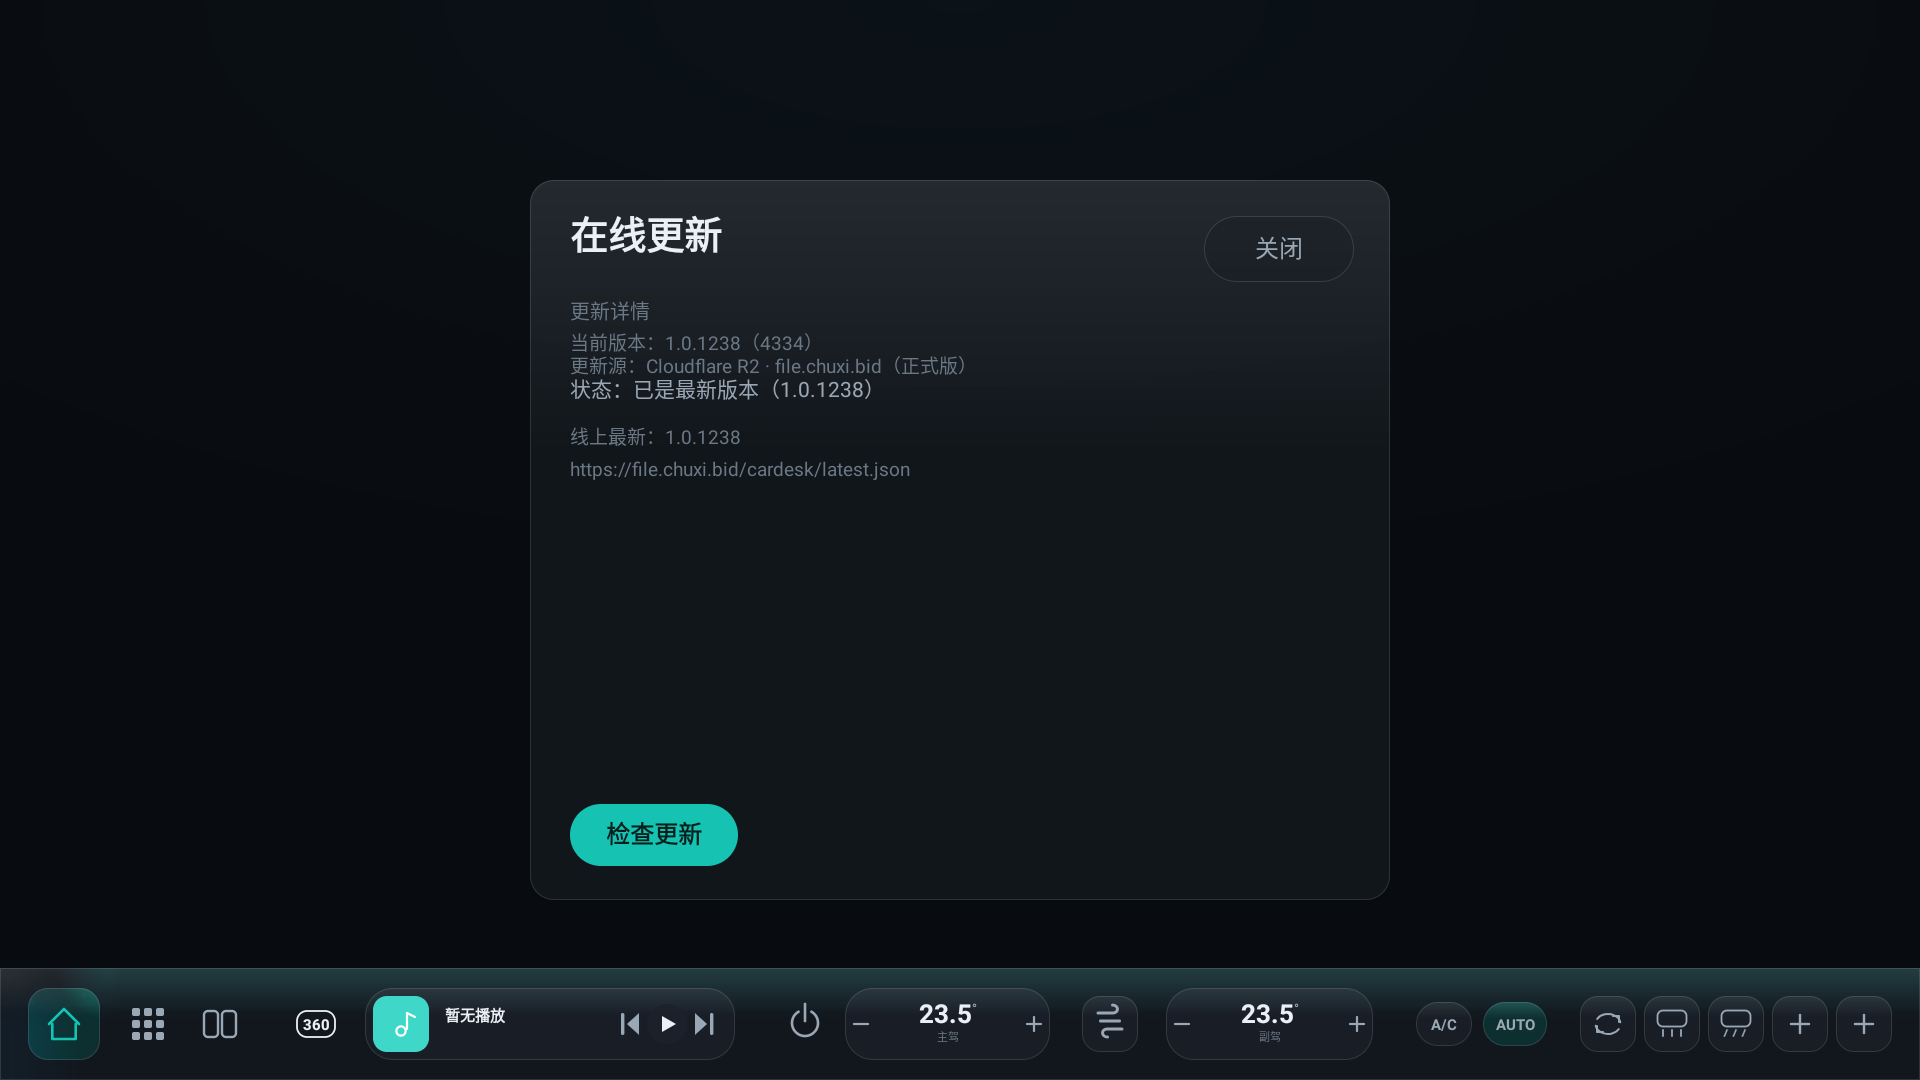 在线更新
关闭
更新详情
当前版本：1.0.1238（4334）
更新源：Cloudflare R2 · file.chuxi.bid（正式版）
状态：已是最新版本（1.0.1238）
线上最新：1.0.1238
https://file.chuxi.bid/cardesk/latest.json
检查更新
360
暂无播放
23.5°
主驾
23.5°
副驾
A/C
AUTO